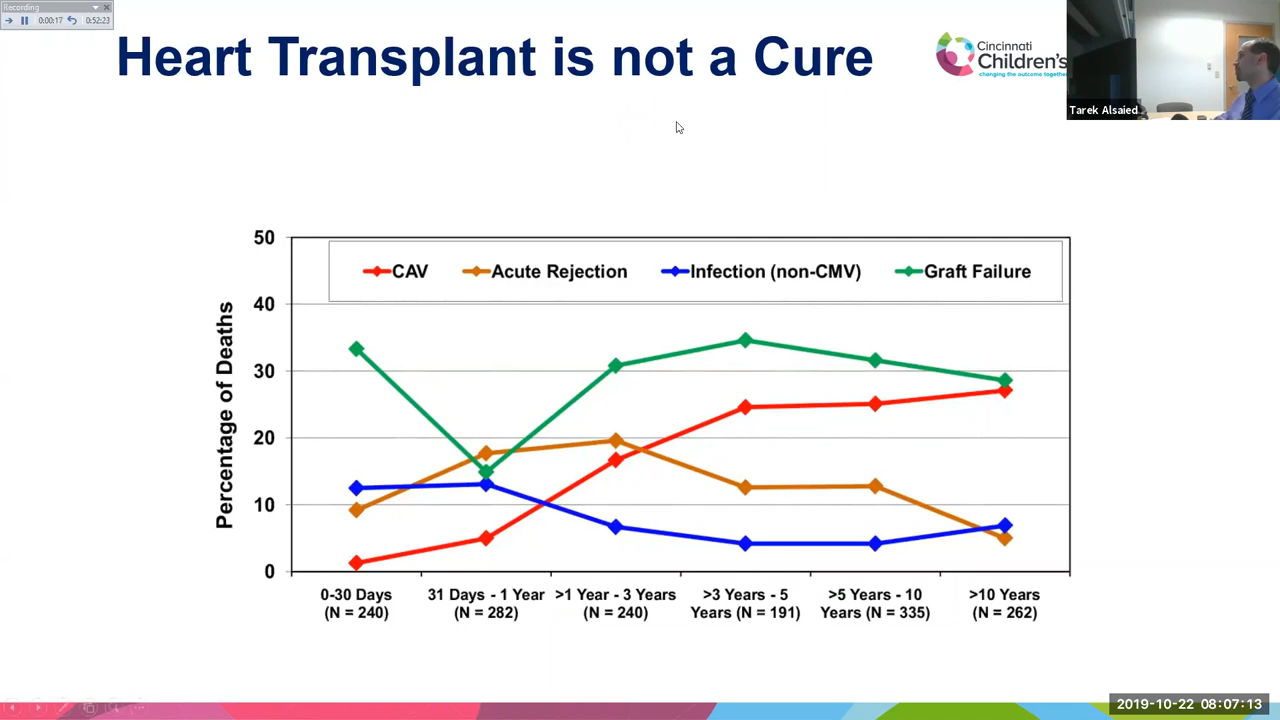 Recording
0:00:17
0:52:23
Heart Transplant is not a Cure
Cincinnati
Children's
changing the outcome together
Tarek Alsaied
CAV
Acute Rejection
Infection (non-CMV)
Graft Failure
Percentage of Deaths
50
40
30
20
10
0
0-30 Days
(N = 240)
31 Days - 1 Year
(N = 282)
>1 Year - 3 Years
(N = 240)
>3 Years - 5
Years (N = 191)
>5 Years - 10
Years (N = 335)
>10 Years
(N = 262)
2019-10-22 08:07:13